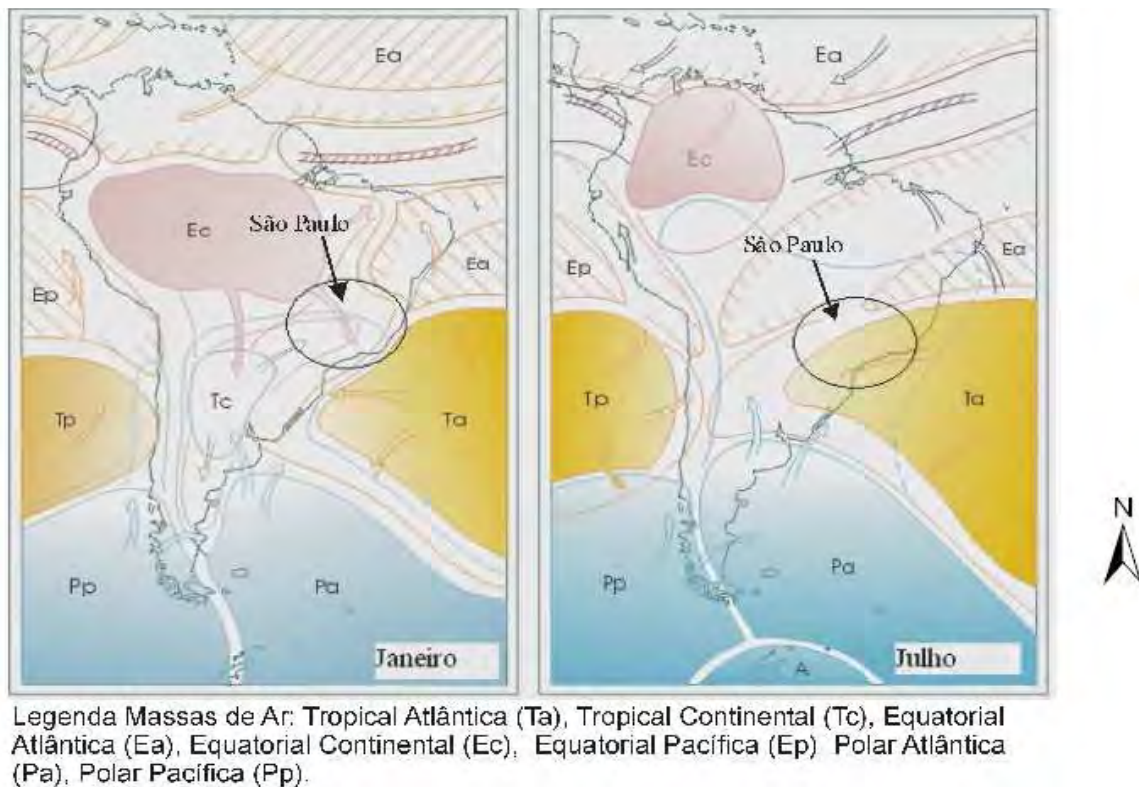 Ea
Ec
São Paulo
Ep
Ea
Tp
Tc
Ta
Pp
Pa
Janeiro
Ea
Ec
São Paulo
Ep
Ea
Tp
Ta
Pp
Pa
A
Julho
N
Legenda Massas de Ar: Tropical Atlântica (Ta), Tropical Continental (Tc), Equatorial
Atlântica (Ea), Equatorial Continental (Ec), Equatorial Pacífica (Ep) Polar Atlântica
(Pa), Polar Pacífica (Pp).